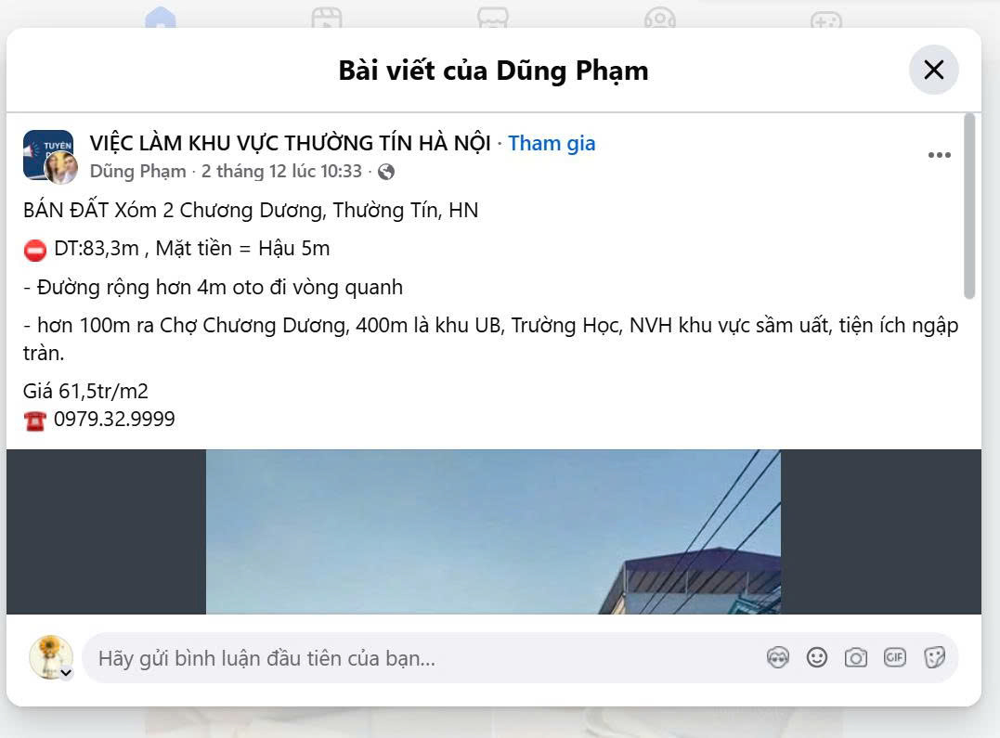 Bài viết của Dũng Phạm
TUYỂN
VIỆC LÀM KHU VỰC THƯỜNG TÍN HÀ NỘI · Tham gia
Dũng Phạm · 2 tháng 12 lúc 10:33 ·
BÁN ĐẤT Xóm 2 Chương Dương, Thường Tín, HN
⛔ DT:83,3m , Mặt tiền = Hậu 5m
- Đường rộng hơn 4m oto đi vòng quanh
- hơn 100m ra Chợ Chương Dương, 400m là khu UB, Trường Học, NVH khu vực sầm uất, tiện ích ngập
tràn.
Giá 61,5tr/m2
☎️ 0979.32.9999
Hãy gửi bình luận đầu tiên của bạn...
GIF